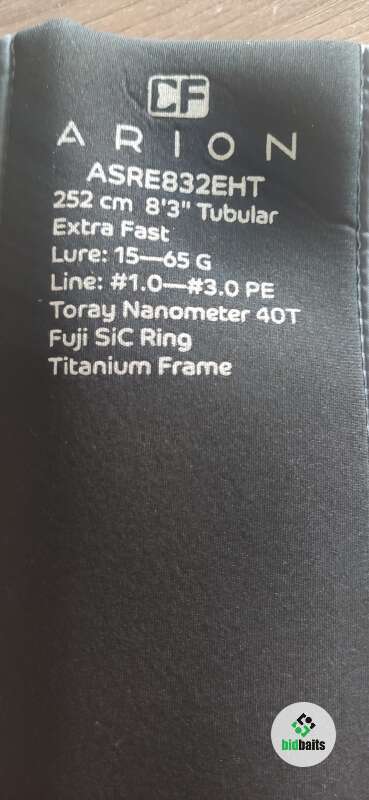 CF
ARION
ASRE832EHT
252 cm 8'3" Tubular
Extra Fast
Lure: 15—65 G
Line: #1.0—#3.0 PE
Toray Nanometer 40T
Fuji SiC Ring
Titanium Frame
bidbaits